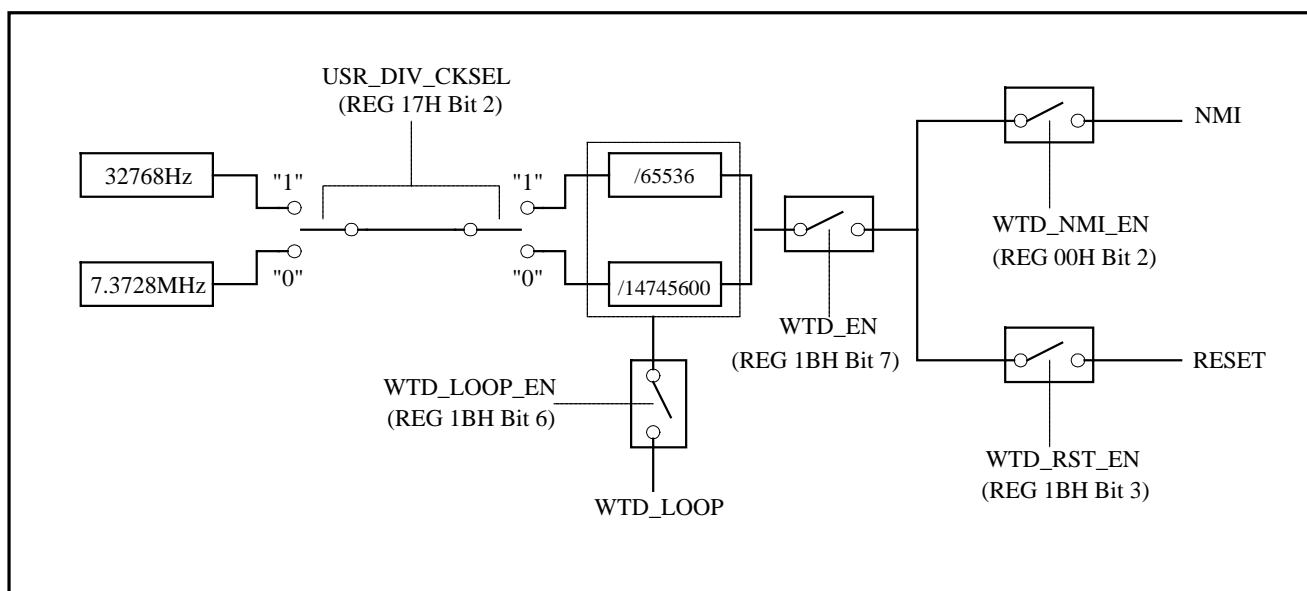 USR_DIV_CKSEL
(REG 17H Bit 2)
NMI
32768Hz
"1"
"1"
/65536
WTD_NMI_EN
(REG 00H Bit 2)
7.3728MHz
"0"
"0"
/14745600
WTD_EN
(REG 1BH Bit 7)
RESET
WTD_LOOP_EN
(REG 1BH Bit 6)
WTD_RST_EN
(REG 1BH Bit 3)
WTD_LOOP